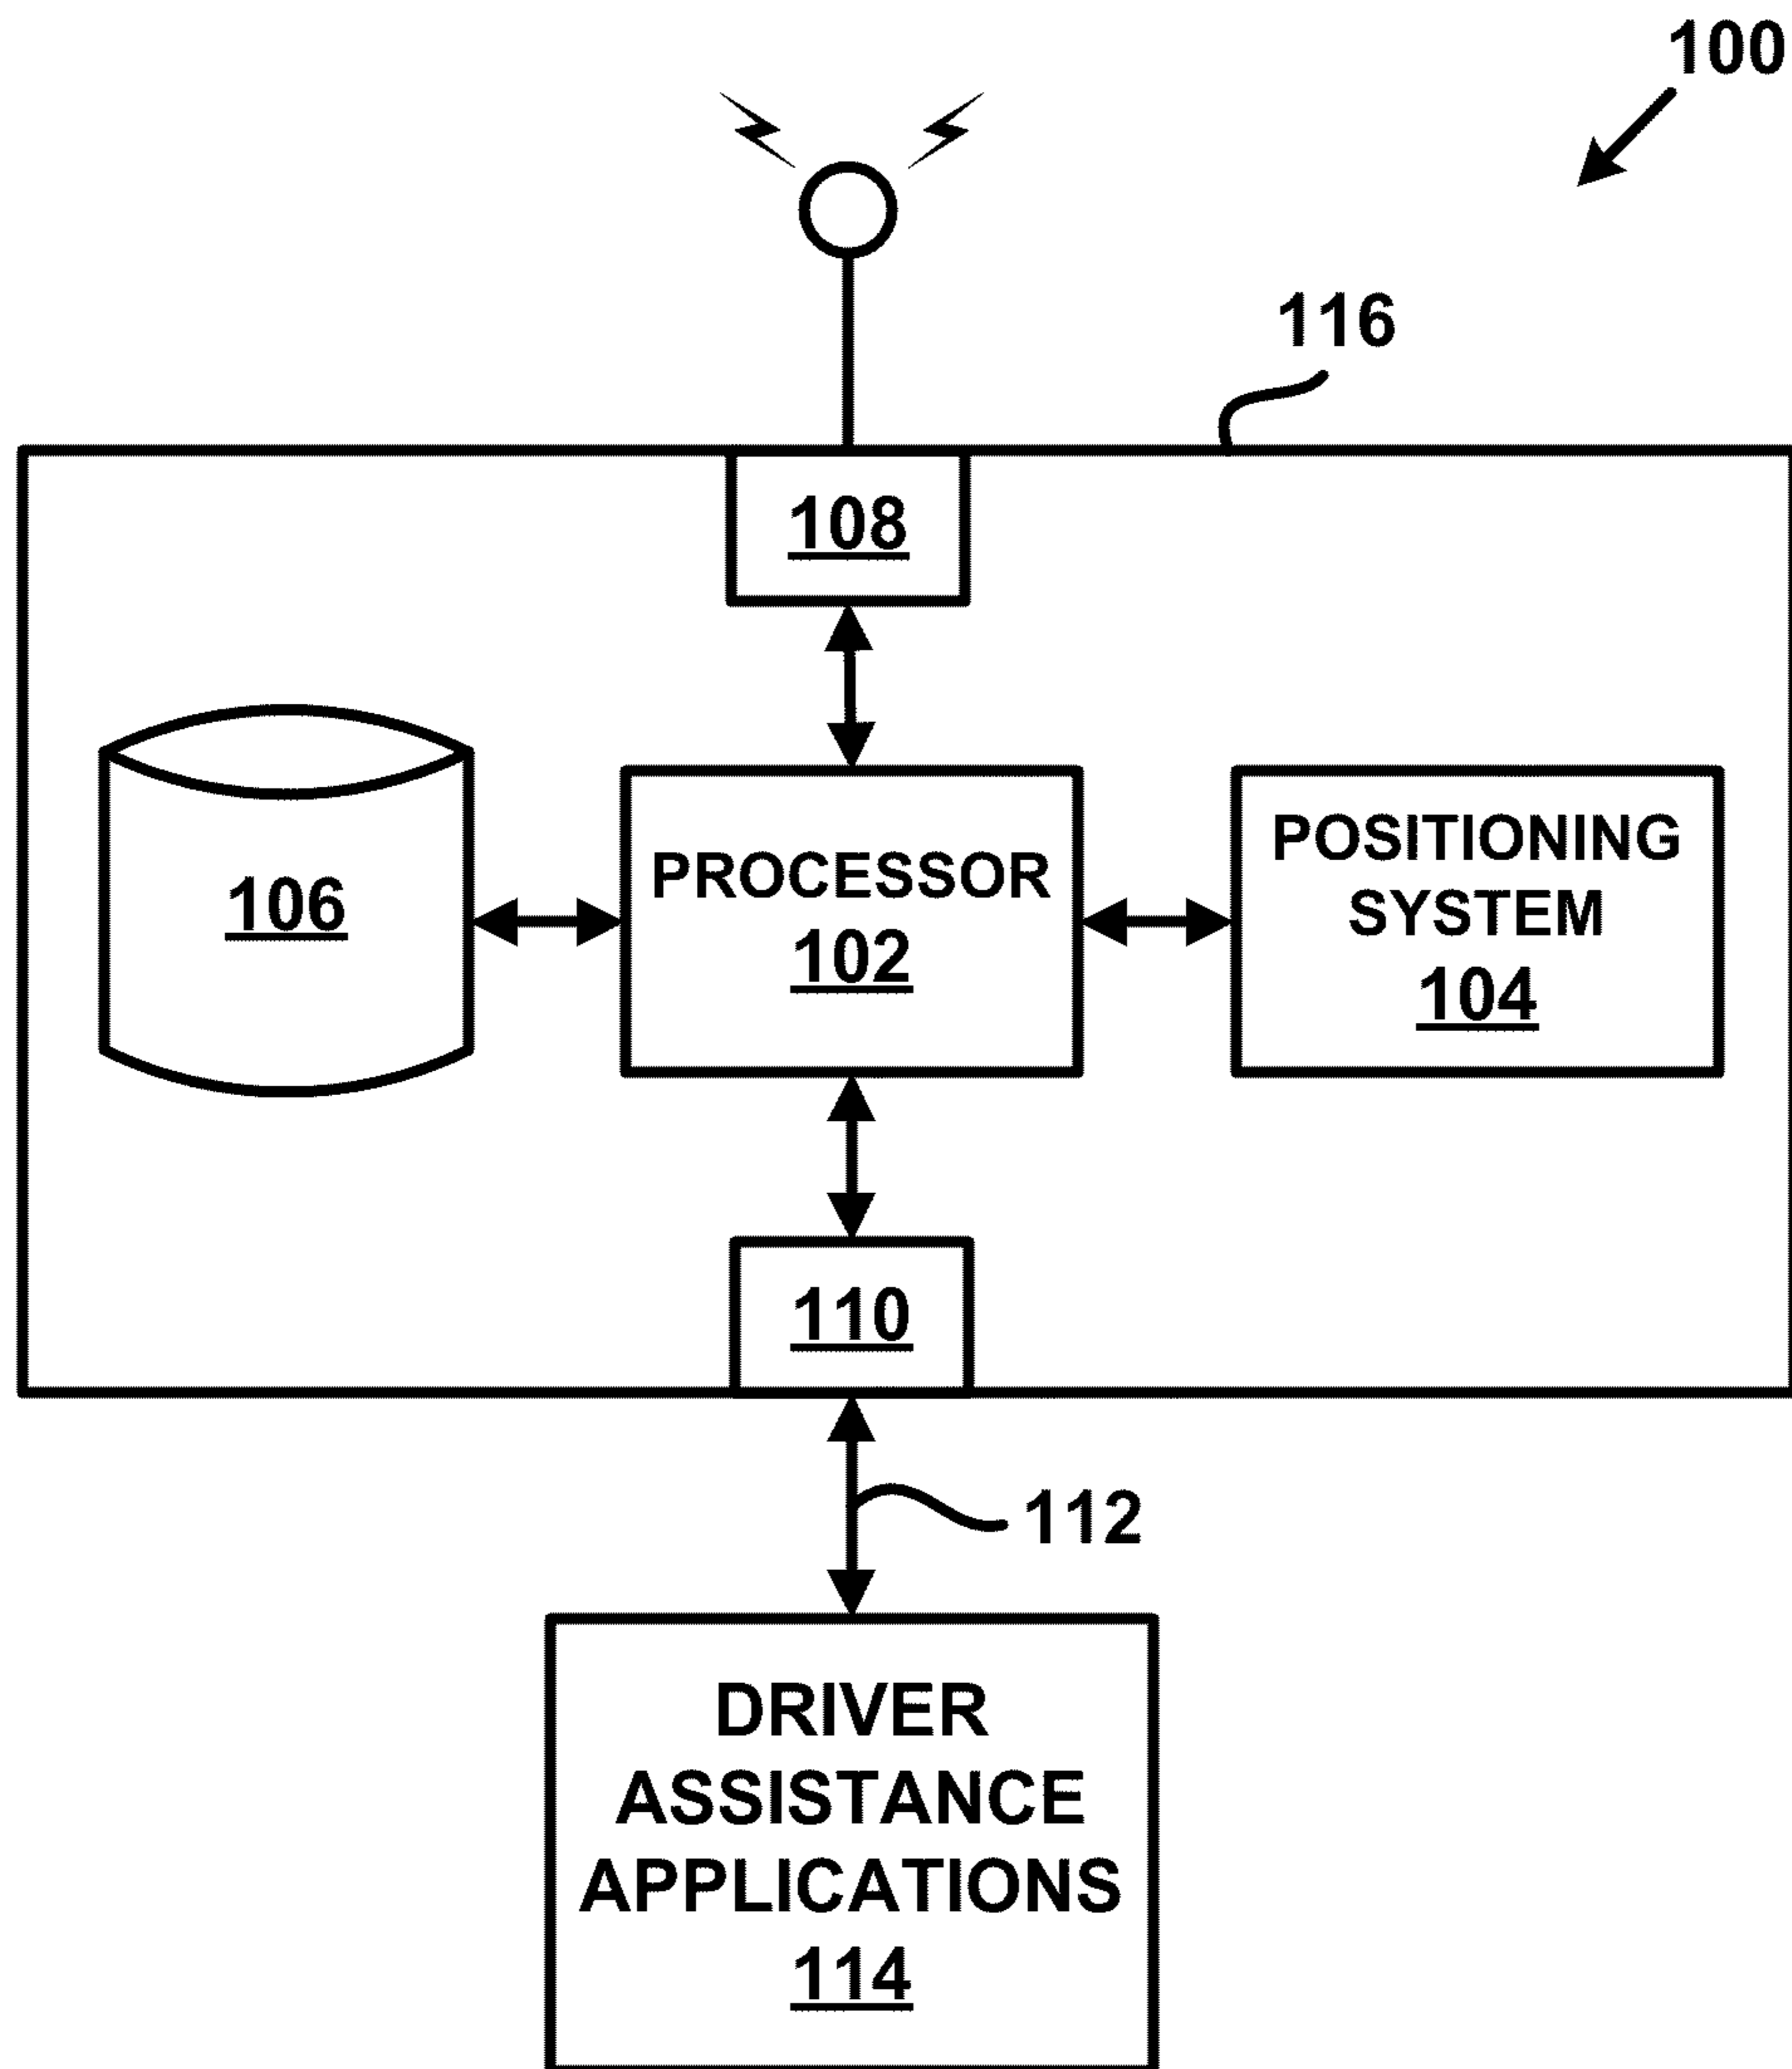 100
116
108
106
PROCESSOR
102
POSITIONING
SYSTEM
104
110
112
DRIVER
ASSISTANCE
APPLICATIONS
114